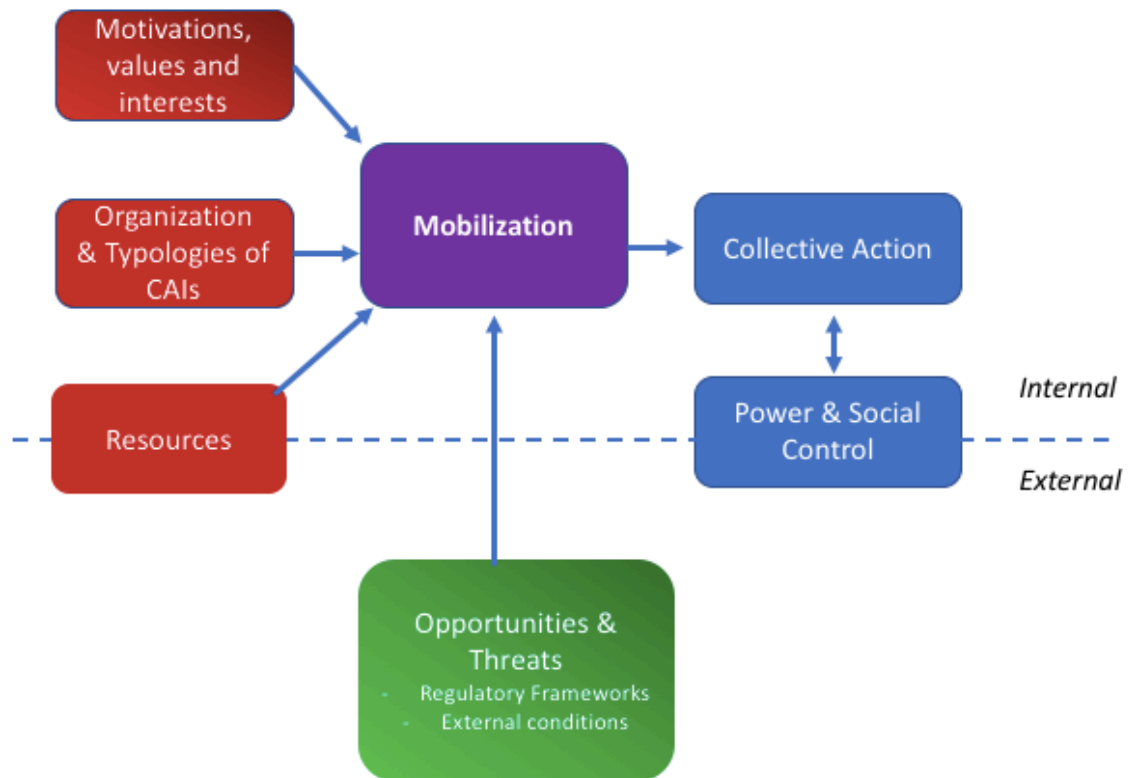 Motivations,
values and
interests
Organization
& Typologies of
CAIs
Resources
Mobilization
Collective Action
Power & Social
Control
Internal
External
Opportunities &
Threats
- Regulatory Frameworks
- External conditions